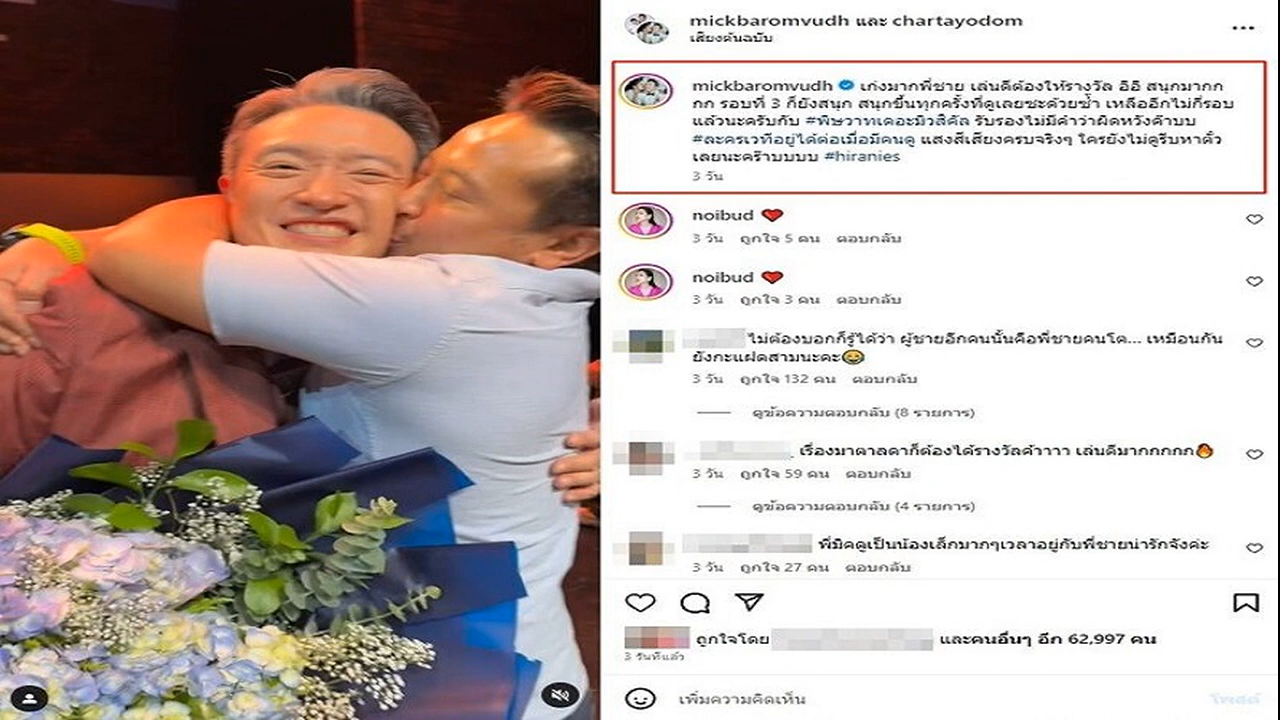 mickbaromvudh และ chartayodom
เสียงต้นฉบับ
mickbaromvudh เก่งมากพี่ชาย เล่นดีต้องให้รางวัล อิอิ สนุกมากก
กก รอบที่ 3 ก็ยังสนุก สนุกขึ้นทุกครั้งที่ดูเลยซะด้วยซ้ำ เหลืออีกไม่กี่รอบ
แล้วนะครับกับ #พิษวาทเดอะมิวสิคัล รับรองไม่มีคำว่าผิดหวังค้าบบ
#ละครเวทีอยู่ได้ต่อเมื่อมีคนดู แสงสีเสียงครบจริงๆ ใครยังไม่ดูรีบหาตั๋ว
เลยนะคร๊าบบบบ #hiranies
3 วัน
noibud ❤️
3 วัน ถูกใจ 5 คน ตอบกลับ
noibud ❤️
3 วัน ถูกใจ 3 คน ตอบกลับ
ไม่ต้องบอกก็รู้ได้ว่า ผู้ชายอีกคนนั้นคือพี่ชายคนโต... เหมือนกัน
ยังกะแฝดสามนะคะ😂
3 วัน ถูกใจ 132 คน ตอบกลับ
ดูข้อความตอบกลับ (8 รายการ)
เรื่องมาตาลดาก็ต้องได้รางวัลค้าาาา เล่นดีมากกกกก🔥
3 วัน ถูกใจ 59 คน ตอบกลับ
ดูข้อความตอบกลับ (4 รายการ)
พี่มิคดูเป็นน้องเล็กมากๆเวลาอยู่กับพี่ชายน่ารักจังค่ะ
3 วัน ถูกใจ 27 คน ตอบกลับ
ถูกใจโดย และคนอื่นๆ อีก 62,997 คน
3 วันที่แล้ว
เพิ่มความคิดเห็น
โพสต์